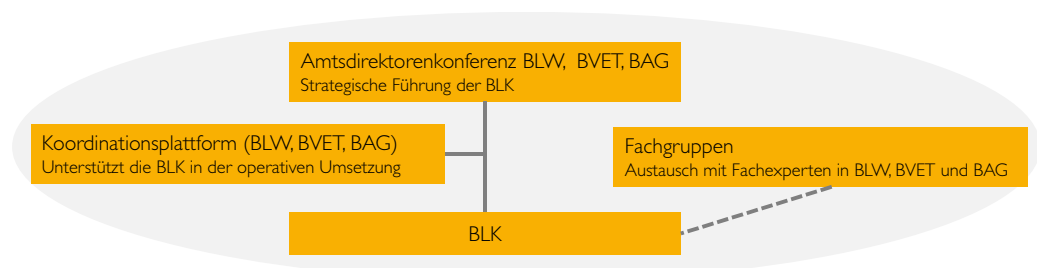 Amtsdirektorenkonferenz BLW, BVET, BAG
Strategische Führung der BLK
Koordinationsplattform (BLW, BVET, BAG)
Unterstützt die BLK in der operativen Umsetzung
Fachgruppen
Austausch mit Fachexperten in BLW, BVET und BAG
BLK